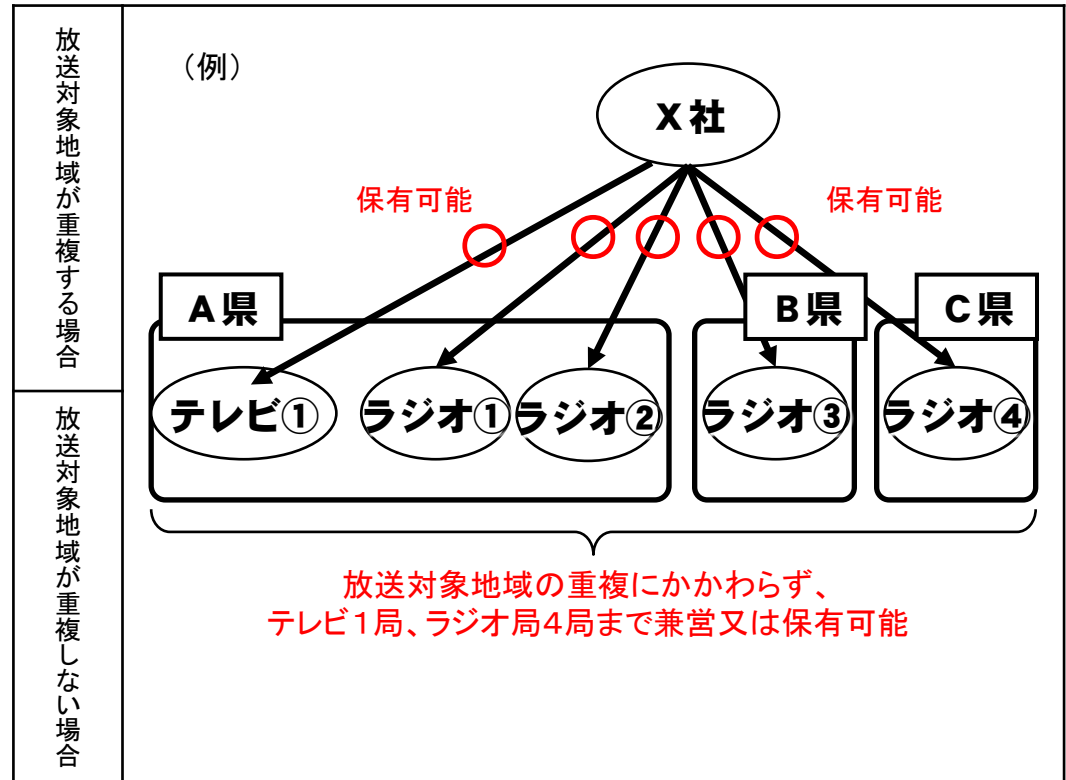 放送対象地域が重複する場合
放送対象地域が重複しない場合
（例）
X社
保有可能
保有可能
A県
B県
C県
テレビ①
ラジオ①
ラジオ②
ラジオ③
ラジオ④
放送対象地域の重複にかかわらず、
テレビ１局、ラジオ局４局まで兼営又は保有可能